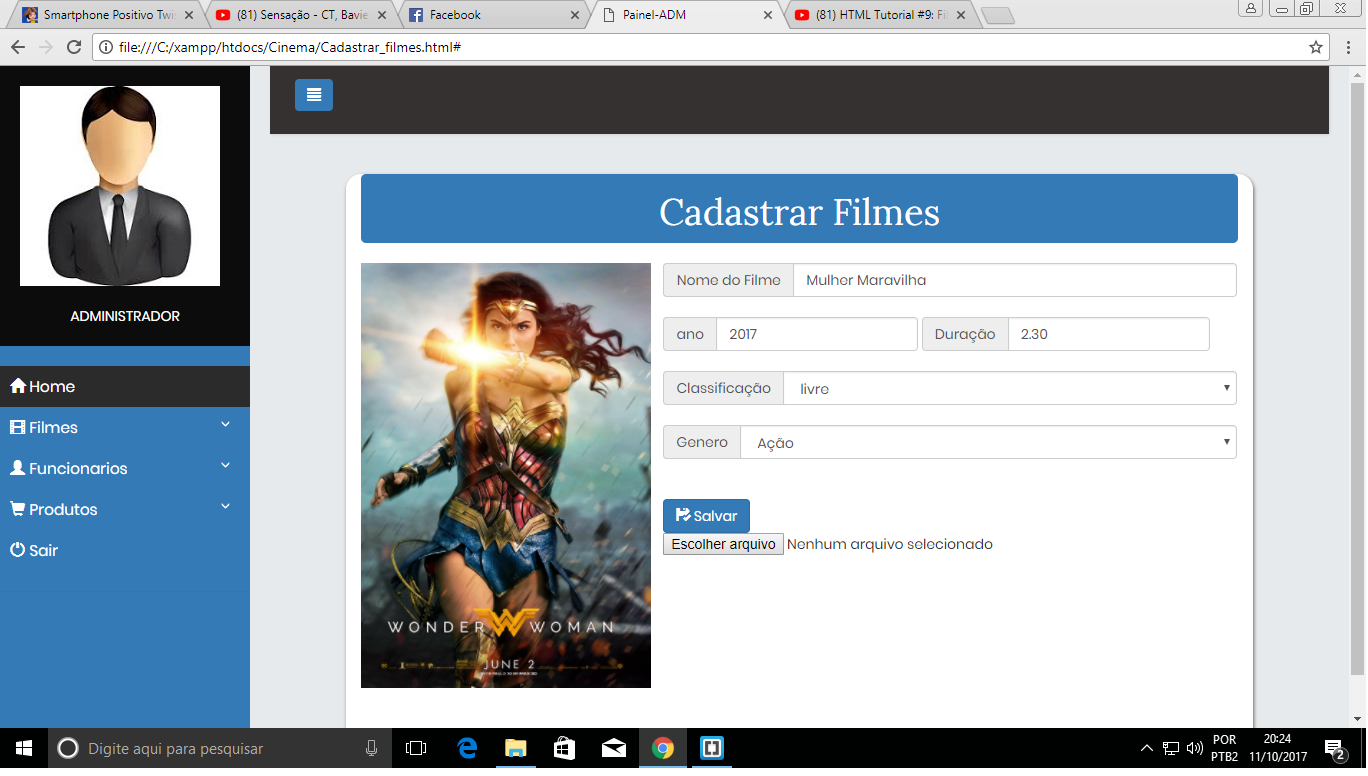 Smartphone Positivo Twi
(81) Sensação - CT, Bavie
Facebook
Painel-ADM
(81) HTML Tutorial #9: Fi
file:///C:/xampp/htdocs/Cinema/Cadastrar_filmes.html#
ADMINISTRADOR
Home
Filmes
Funcionarios
Produtos
Sair
Cadastrar Filmes
WONDER WOMAN
JUNE 2
Nome do Filme Mulher Maravilha
ano 2017 Duração 2.30
Classificação livre
Genero Ação
Salvar
Escolher arquivo Nenhum arquivo selecionado
Digite aqui para pesquisar
POR
PTB2
20:24
11/10/2017
2